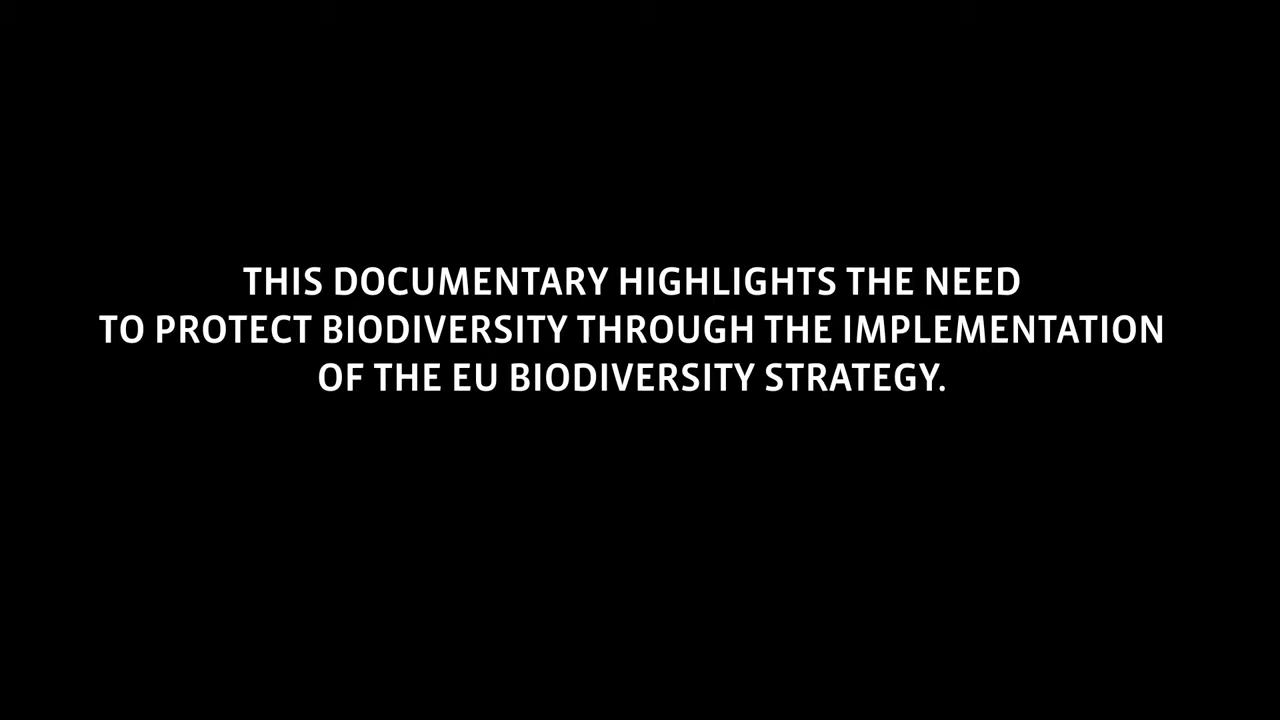 THIS DOCUMENTARY HIGHLIGHTS THE NEED
TO PROTECT BIODIVERSITY THROUGH THE IMPLEMENTATION
OF THE EU BIODIVERSITY STRATEGY.